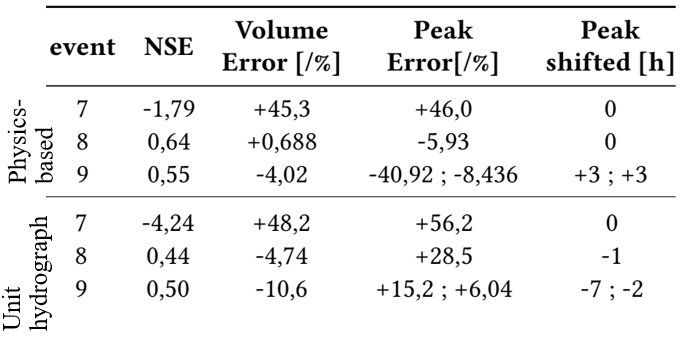 event NSE Volume Error [/%] Peak Error[/%] Peak shifted [h]
Physics-based
7 -1,79 +45,3 +46,0 0
8 0,64 +0,688 -5,93 0
9 0,55 -4,02 -40,92 ; -8,436 +3 ; +3
Unit hydrograph
7 -4,24 +48,2 +56,2 0
8 0,44 -4,74 +28,5 -1
9 0,50 -10,6 +15,2 ; +6,04 -7 ; -2